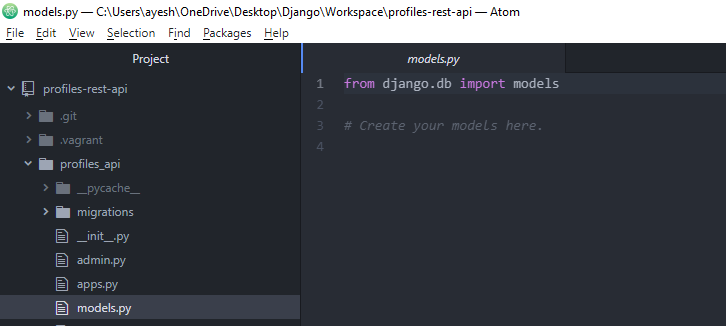 models.py — C:\Users\ayesh\OneDrive\Desktop\Django\Workspace\profiles-rest-api — Atom
File Edit View Selection Find Packages Help
Project
profiles-rest-api
.git
.vagrant
profiles_api
__pycache__
migrations
__init__.py
admin.py
apps.py
models.py
models.py
1 from django.db import models
2
3 # Create your models here.
4